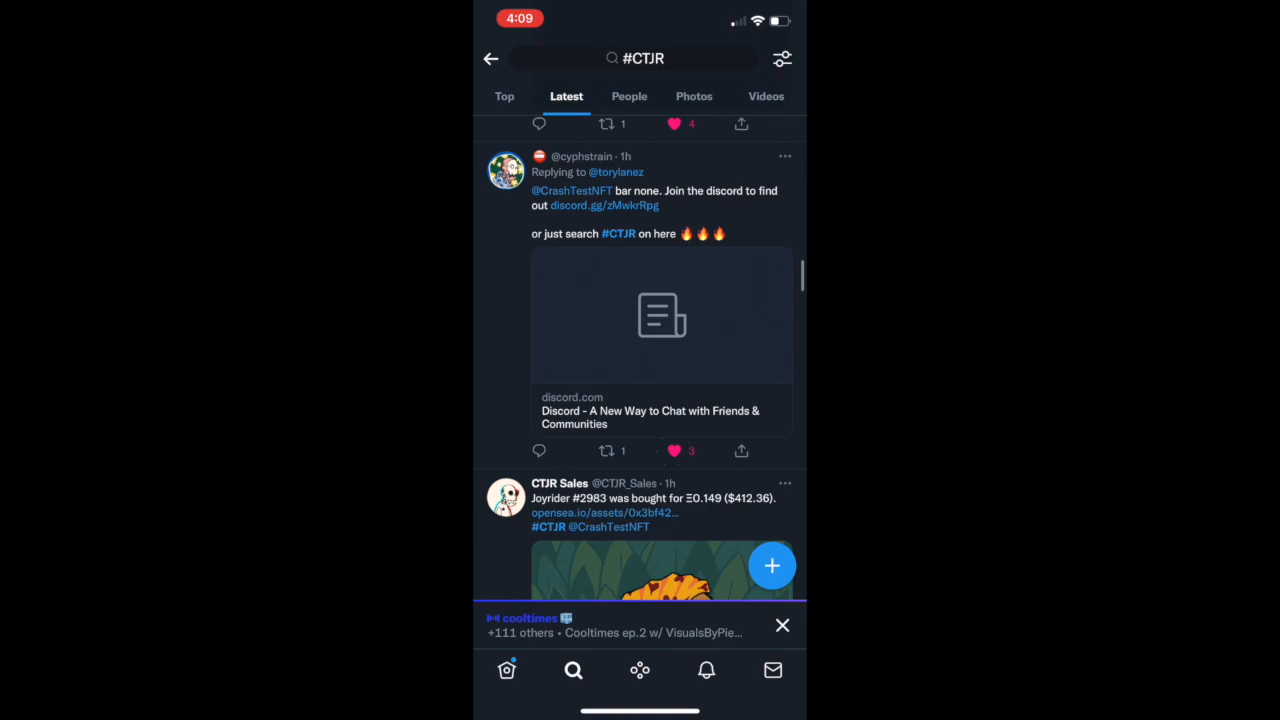 4:09
#CTJR
Top Latest People Photos Videos
1 4
@cyphstrain · 1h
Replying to @torylanez
@CrashTestNFT bar none. Join the discord to find
out discord.gg/zMwkrRpg
or just search #CTJR on here 🔥🔥🔥
discord.com
Discord - A New Way to Chat with Friends &
Communities
1 3
CTJR Sales @CTJR_Sales · 1h
Joyrider #2983 was bought for Ξ0.149 ($412.36).
opensea.io/assets/0x3bf42...
#CTJR @CrashTestNFT
cooltimes
+111 others • Cooltimes ep.2 w/ VisualsByPie...